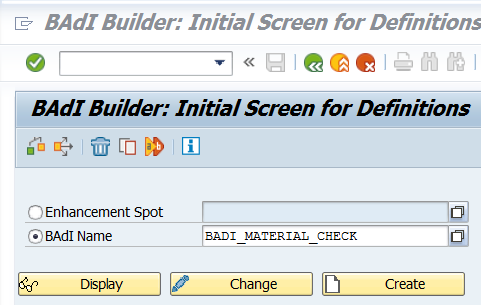 BAdI Builder: Initial Screen for Definitions
BAdI Builder: Initial Screen for Definitions
Enhancement Spot
BAdI Name BADI_MATERIAL_CHECK
Display Change Create